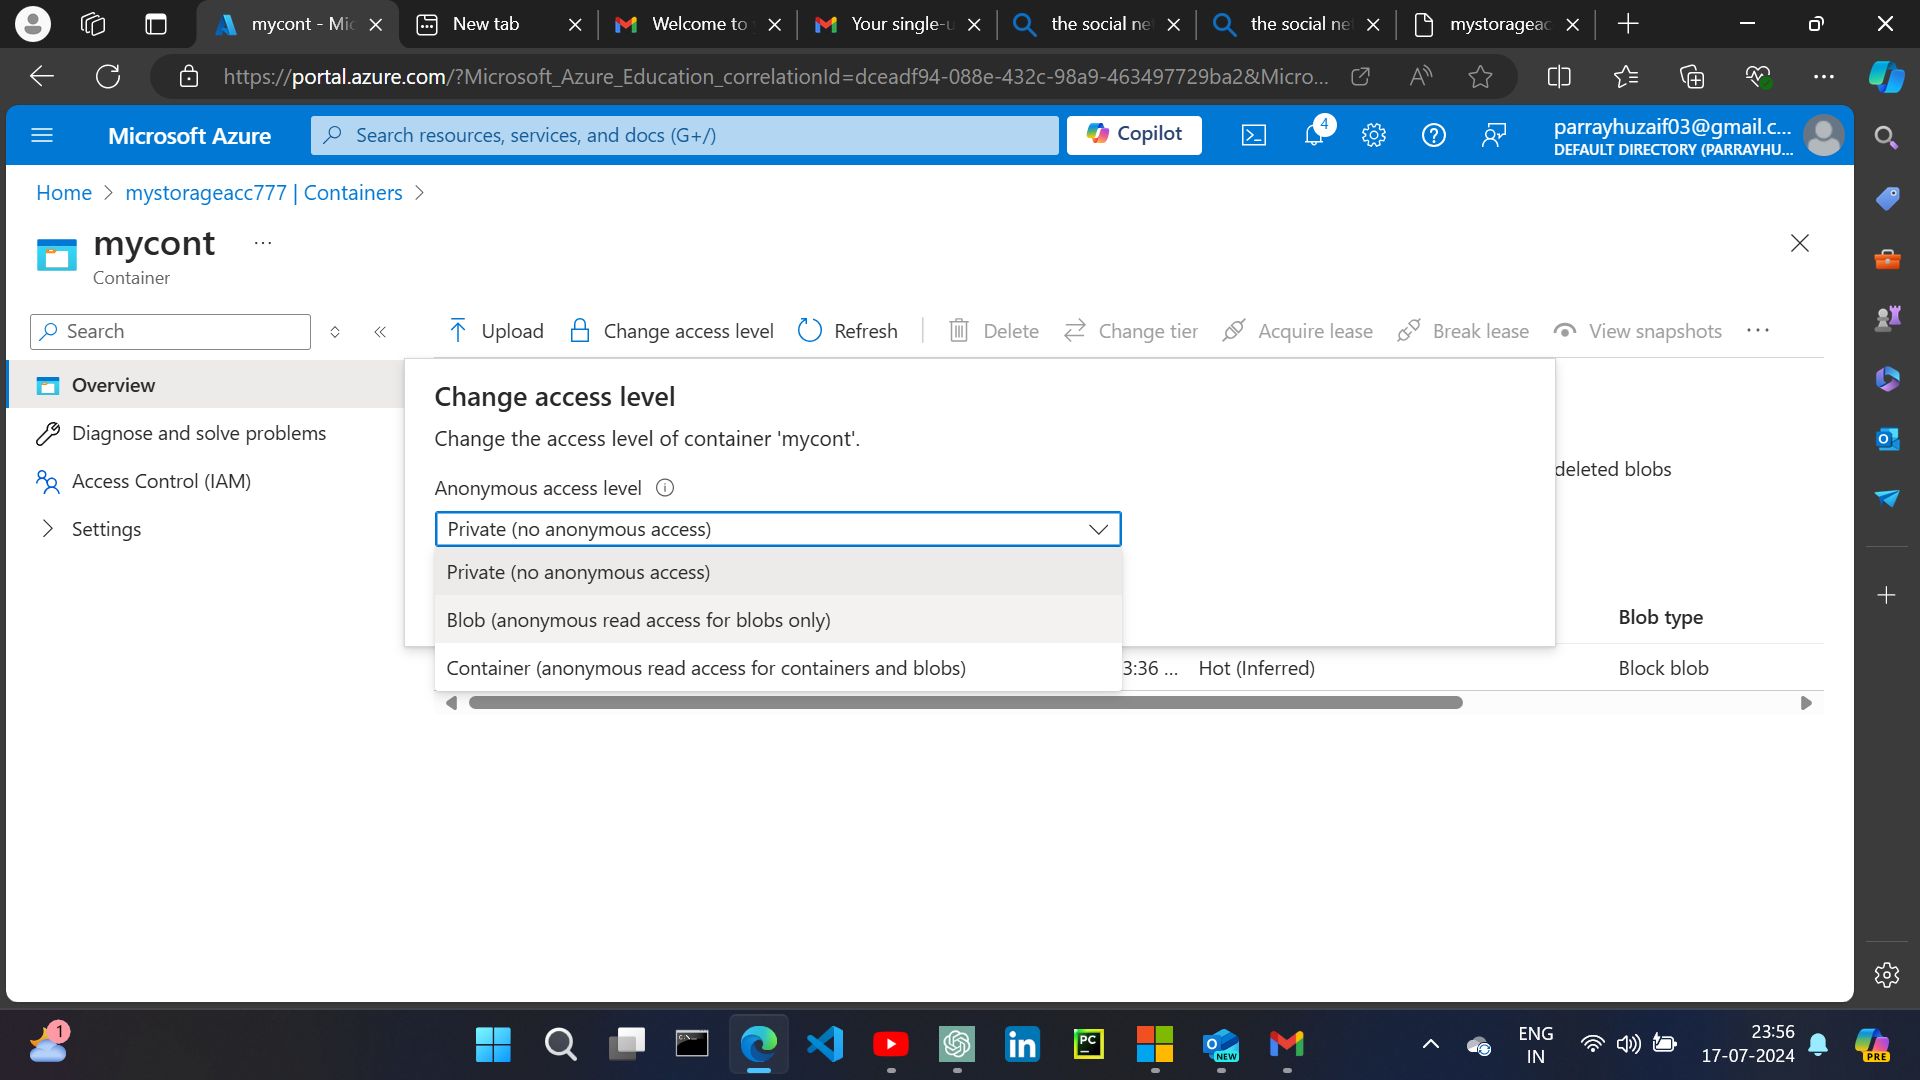 mycont - Mic
New tab
Welcome to
Your single-u
the social ne
the social ne
mystorageac
https://portal.azure.com/?Microsoft_Azure_Education_correlationId=dceadf94-088e-432c-98a9-463497729ba2&Micro...
Microsoft Azure
Search resources, services, and docs (G+/)
Copilot
4
parrayhuzaif03@gmail.c...
DEFAULT DIRECTORY (PARRAYHU...
Home > mystorageacc777 | Containers >
mycont
...
Container
Search
Upload
Change access level
Refresh
Delete
Change tier
Acquire lease
Break lease
View snapshots
...
Overview
Diagnose and solve problems
Access Control (IAM)
Settings
Change access level
Change the access level of container 'mycont'.
Anonymous access level
Private (no anonymous access)
Private (no anonymous access)
Blob (anonymous read access for blobs only)
Container (anonymous read access for containers and blobs)
deleted blobs
Blob type
3:36 ...
Hot (Inferred)
Block blob
1
PC
NEW
ENG
IN
23:56
17-07-2024
PRE